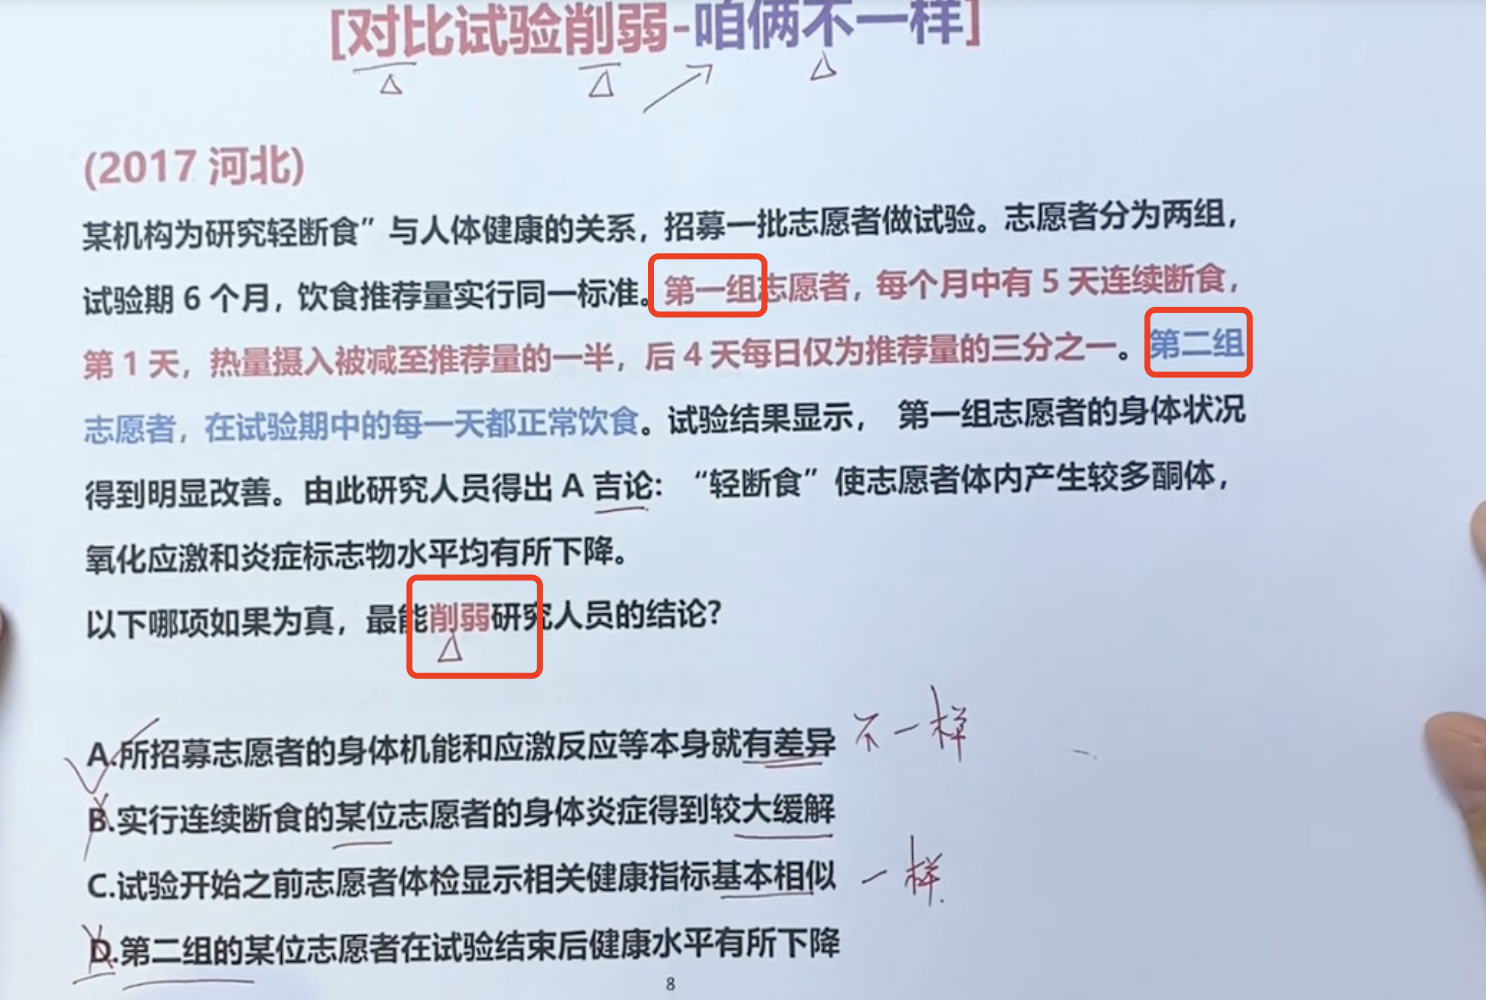 [对比试验削弱-咱俩不一样]
(2017 河北)
某机构为研究轻断食”与人体健康的关系，招募一批志愿者做试验。志愿者分为两组，
试验期 6 个月，饮食推荐量实行同一标准。第一组志愿者，每个月中有 5 天连续断食，
第 1 天，热量摄入被减至推荐量的一半，后 4 天每日仅为推荐量的三分之一。第二组
志愿者，在试验期中的每一天都正常饮食。试验结果显示， 第一组志愿者的身体状况
得到明显改善。由此研究人员得出 A 吉论：“轻断食”使志愿者体内产生较多酮体，
氧化应激和炎症标志物水平均有所下降。
以下哪项如果为真，最能削弱研究人员的结论?
A.所招募志愿者的身体机能和应激反应等本身就有差异 不一样
B.实行连续断食的某位志愿者的身体炎症得到较大缓解
C.试验开始之前志愿者体检显示相关健康指标基本相似 一样
D.第二组的某位志愿者在试验结束后健康水平有所下降
8